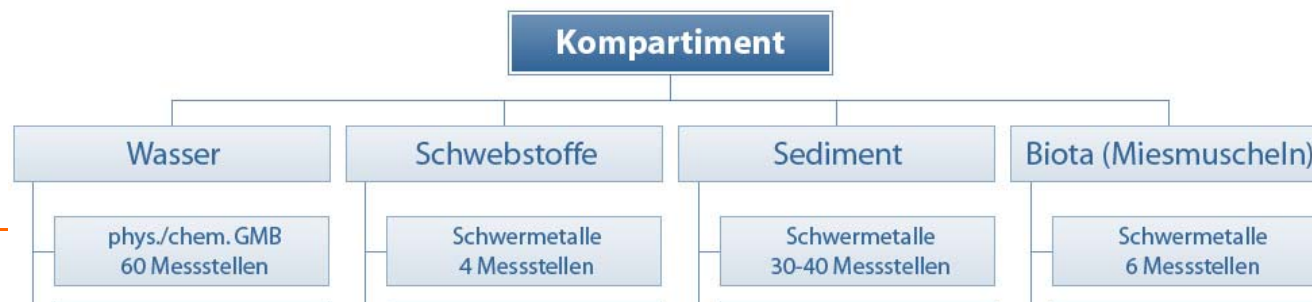 Kompartiment
Wasser
Schwebstoffe
Sediment
Biota (Miesmuscheln)
phys./chem. GMB
60 Messstellen
Schwermetalle
4 Messstellen
Schwermetalle
30-40 Messstellen
Schwermetalle
6 Messstellen